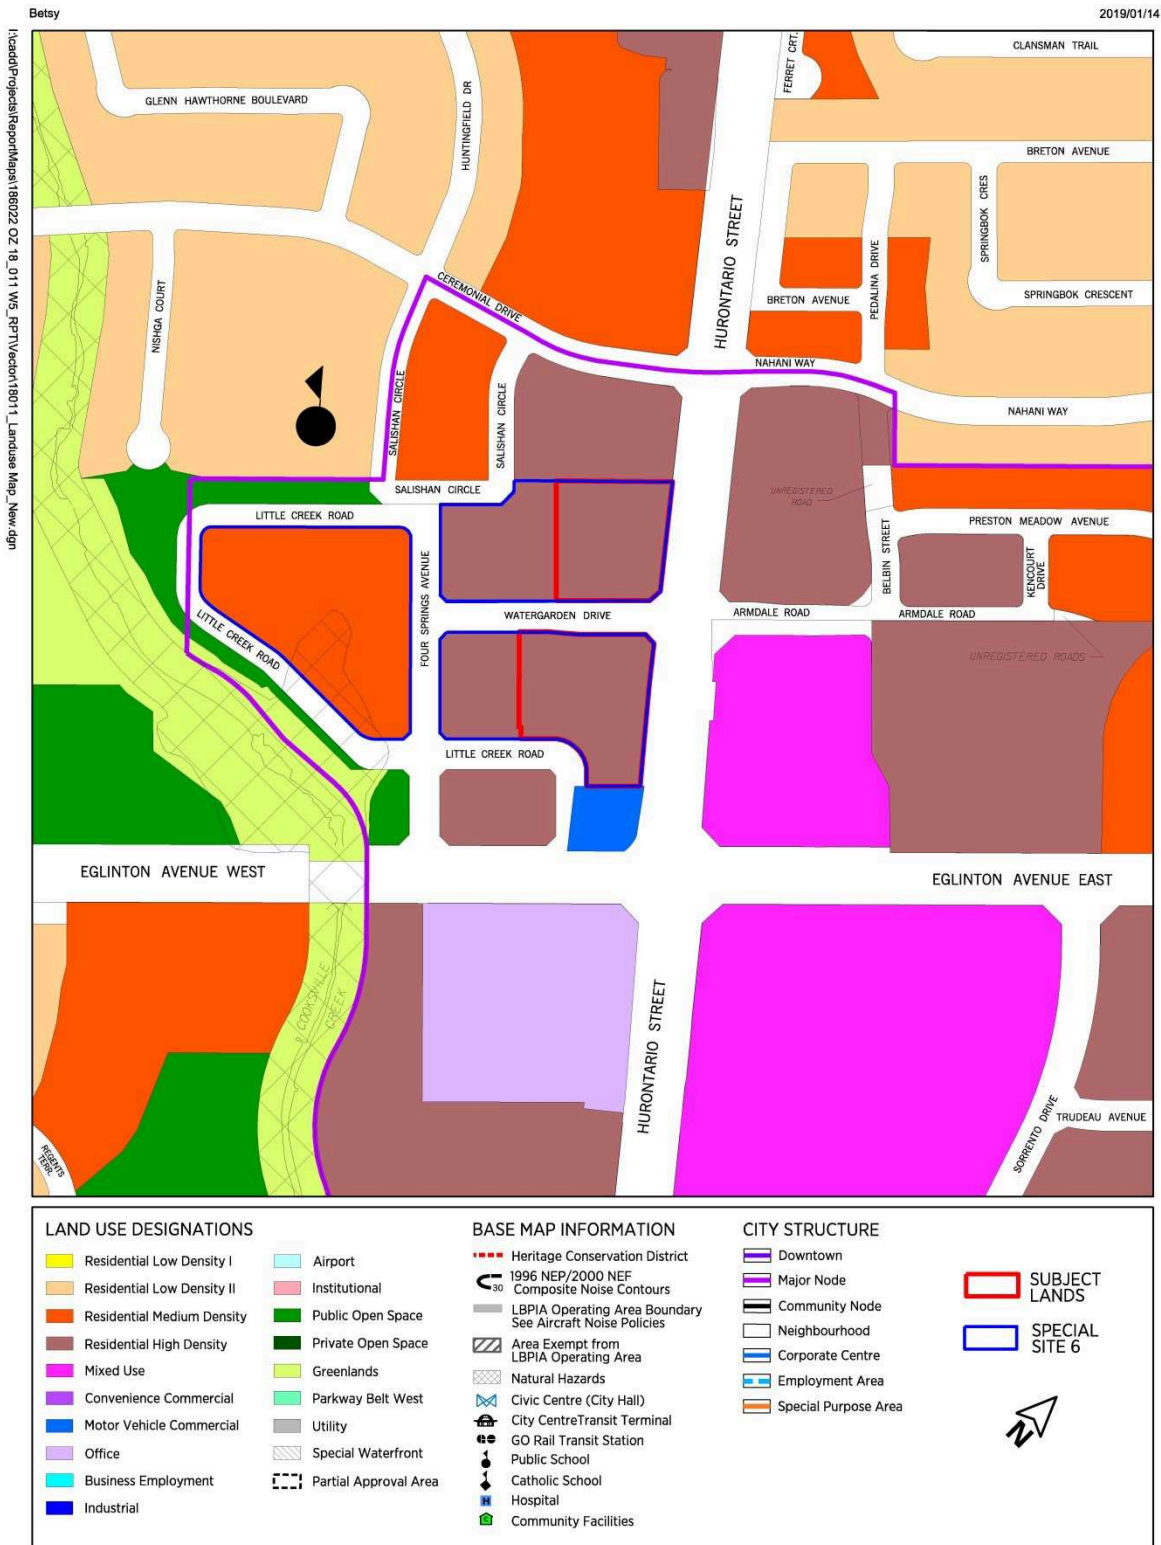 Betsy
2019/01/14
I:\cadd\Projects\ReportMaps\186022 OZ 18_011 W5_RPT\Vector\18011_Landuse Map_New.dgn
CLANSMAN TRAIL
FERRET CRT.
GLENN HAWTHORNE BOULEVARD
HUNTINGFIELD DR
BRETON AVENUE
SPRINGBOK CRES
HURONTARIO STREET
PEDALINA DRIVE
CEREMONIAL DRIVE
BRETON AVENUE
SPRINGBOK CRESCENT
NISHGA COURT
NAHANI WAY
SALISHAN CIRCLE
SALISHAN CIRCLE
NAHANI WAY
SALISHAN CIRCLE
UNREGISTERED
ROAD
LITTLE CREEK ROAD
PRESTON MEADOW AVENUE
BELBIN STREET
KENCOURT
DRIVE
FOUR SPRINGS AVENUE
WATERGARDEN DRIVE
ARMDALE ROAD
ARMDALE ROAD
LITTLE CREEK ROAD
UNREGISTERED ROADS
LITTLE CREEK ROAD
EGLINTON AVENUE WEST
EGLINTON AVENUE EAST
COOKSVILLE
CREEK
HURONTARIO STREET
SORRENTO DRIVE
TRUDEAU AVENUE
REGENTS
TERR.
LAND USE DESIGNATIONS
Residential Low Density I
Residential Low Density II
Residential Medium Density
Residential High Density
Mixed Use
Convenience Commercial
Motor Vehicle Commercial
Office
Business Employment
Industrial
Airport
Institutional
Public Open Space
Private Open Space
Greenlands
Parkway Belt West
Utility
Special Waterfront
Partial Approval Area
BASE MAP INFORMATION
Heritage Conservation District
30
1996 NEP/2000 NEF
Composite Noise Contours
LBPIA Operating Area Boundary
See Aircraft Noise Policies
Area Exempt from
LBPIA Operating Area
Natural Hazards
Civic Centre (City Hall)
City CentreTransit Terminal
GO Rail Transit Station
Public School
Catholic School
H Hospital
C Community Facilities
CITY STRUCTURE
Downtown
Major Node
Community Node
Neighbourhood
Corporate Centre
Employment Area
Special Purpose Area
SUBJECT
LANDS
SPECIAL
SITE 6
N